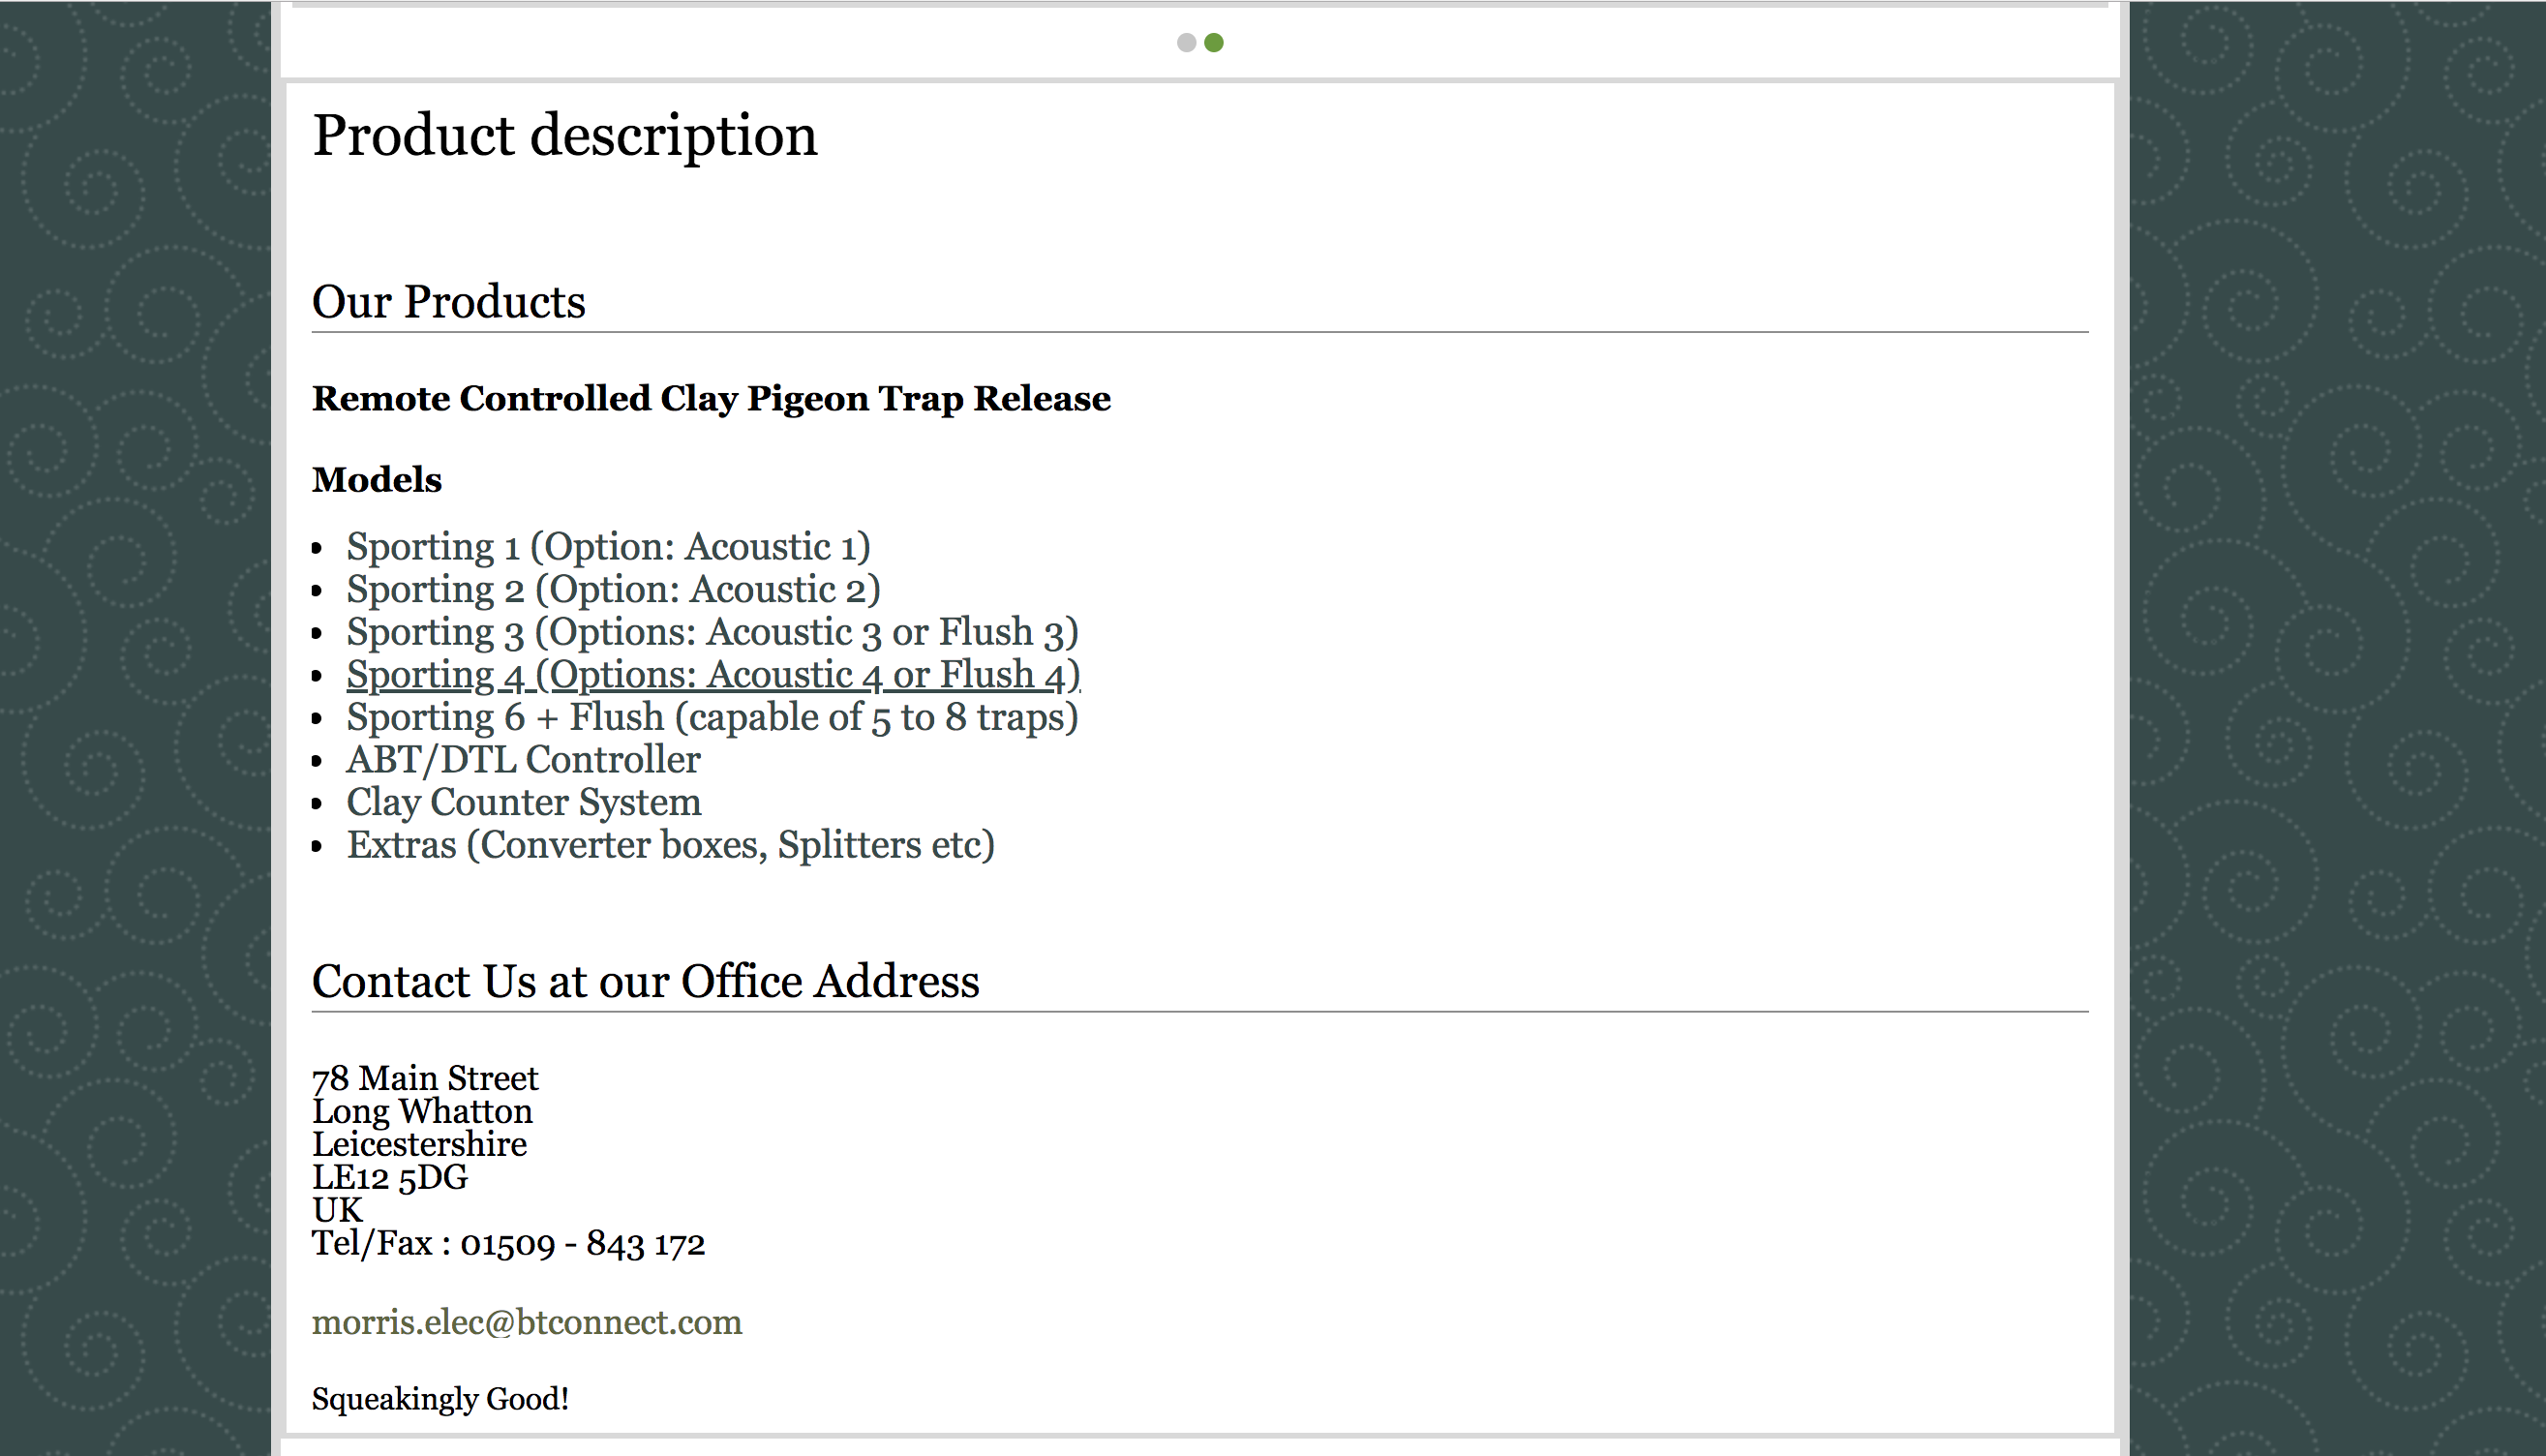 Product description
Our Products
Remote Controlled Clay Pigeon Trap Release
Models
• Sporting 1 (Option: Acoustic 1)
• Sporting 2 (Option: Acoustic 2)
• Sporting 3 (Options: Acoustic 3 or Flush 3)
• Sporting 4 (Options: Acoustic 4 or Flush 4)
• Sporting 6 + Flush (capable of 5 to 8 traps)
• ABT/DTL Controller
• Clay Counter System
• Extras (Converter boxes, Splitters etc)
Contact Us at our Office Address
78 Main Street
Long Whatton
Leicestershire
LE12 5DG
UK
Tel/Fax : 01509 - 843 172
morris.elec@btconnect.com
Squeakingly Good!